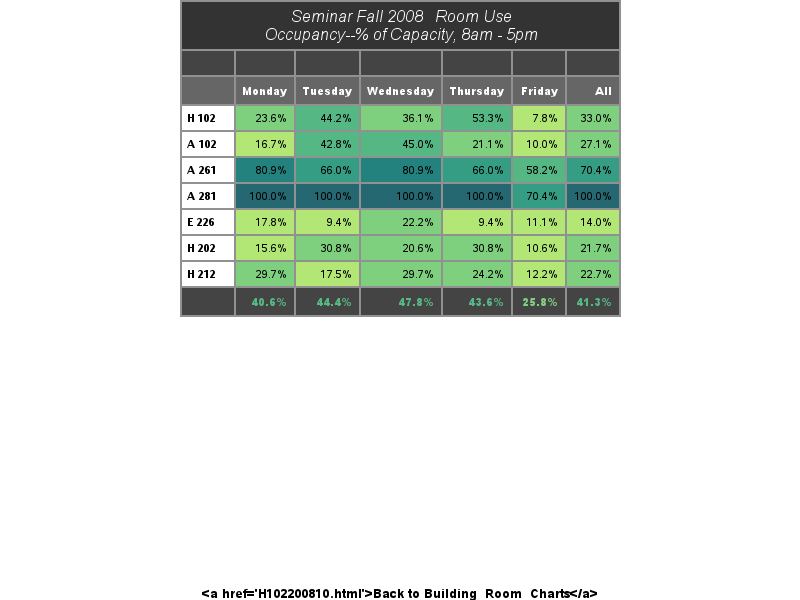 Seminar Fall 2008 Room Use
Occupancy--% of Capacity, 8am - 5pm
Monday Tuesday Wednesday Thursday Friday All
H 102 23.6% 44.2% 36.1% 53.3% 7.8% 33.0%
A 102 16.7% 42.8% 45.0% 21.1% 10.0% 27.1%
A 261 80.9% 66.0% 80.9% 66.0% 58.2% 70.4%
A 281 100.0% 100.0% 100.0% 100.0% 70.4% 100.0%
E 226 17.8% 9.4% 22.2% 9.4% 11.1% 14.0%
H 202 15.6% 30.8% 20.6% 30.8% 10.6% 21.7%
H 212 29.7% 17.5% 29.7% 24.2% 12.2% 22.7%
40.6% 44.4% 47.8% 43.6% 25.8% 41.3%
<a href='H102200810.html'>Back to Building_Room_Charts</a>